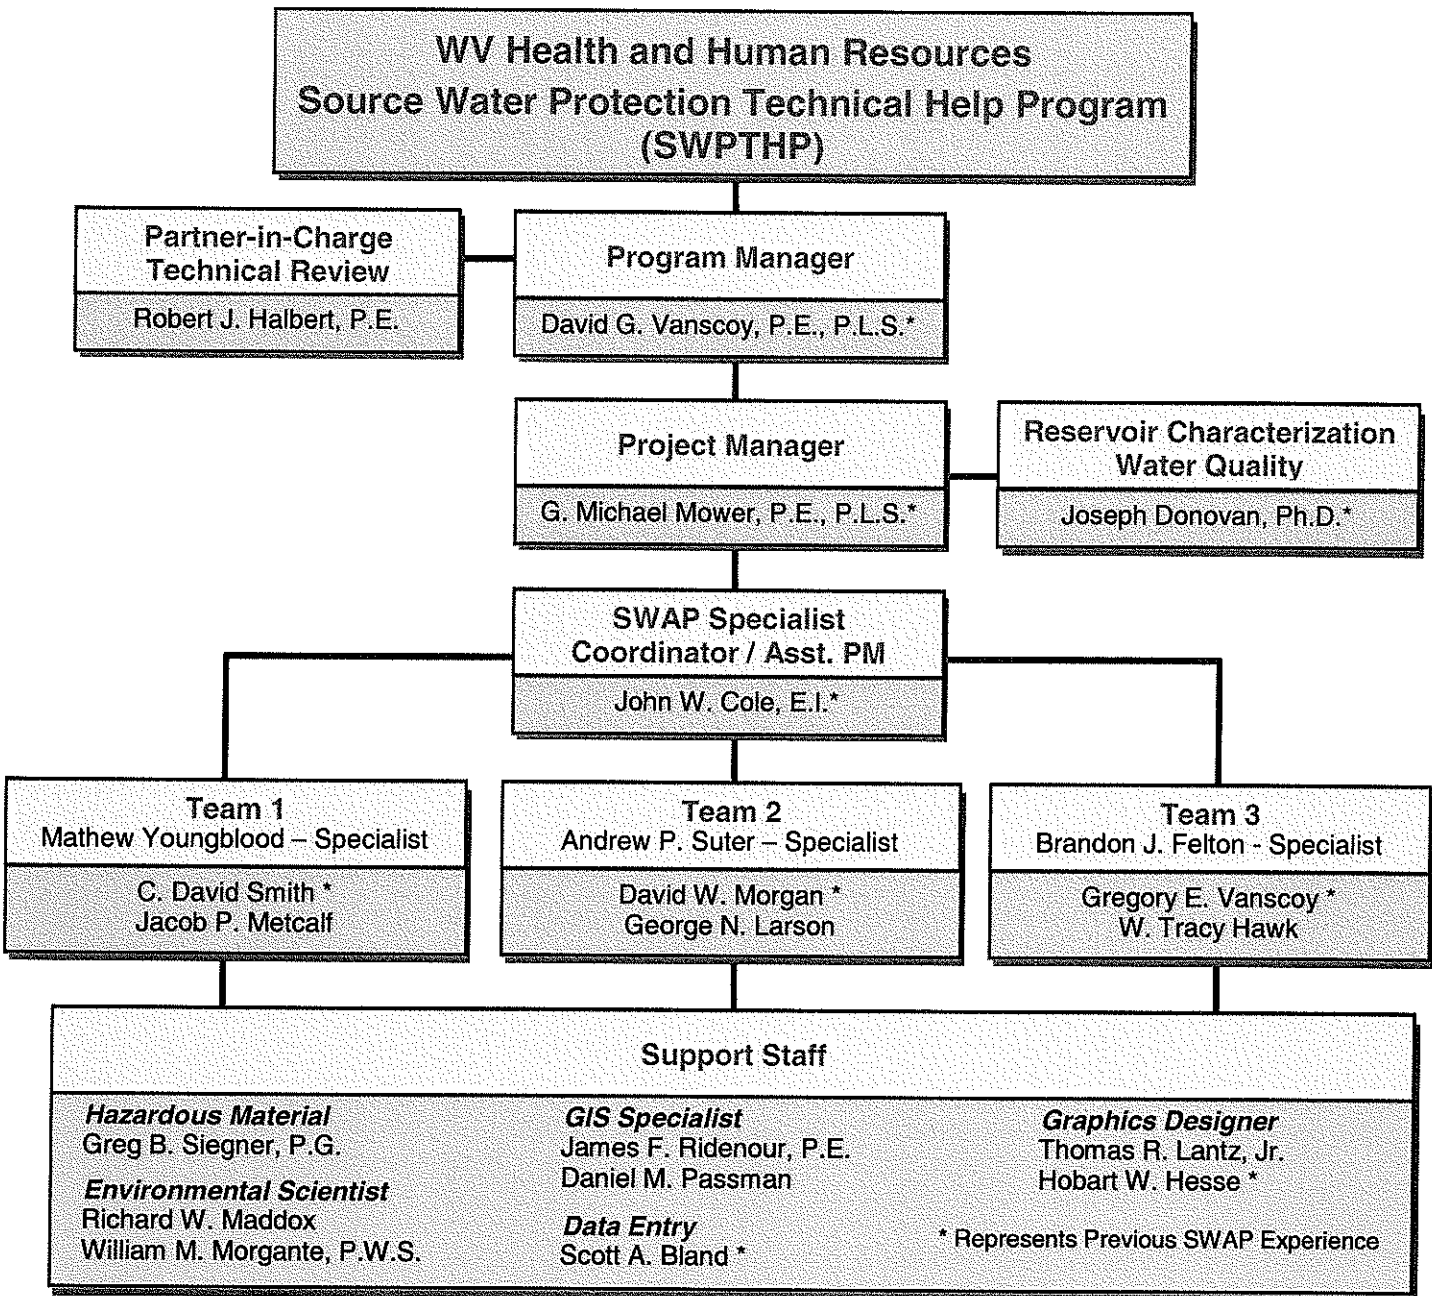 WV Health and Human Resources
Source Water Protection Technical Help Program
(SWPTHP)
Partner-in-Charge
Technical Review
Robert J. Halbert, P.E.
Program Manager
David G. Vanscoy, P.E., P.L.S.*
Project Manager
G. Michael Mower, P.E., P.L.S.*
Reservoir Characterization
Water Quality
Joseph Donovan, Ph.D.*
SWAP Specialist
Coordinator / Asst. PM
John W. Cole, E.I.*
Team 1
Mathew Youngblood – Specialist
C. David Smith *
Jacob P. Metcalf
Team 2
Andrew P. Suter – Specialist
David W. Morgan *
George N. Larson
Team 3
Brandon J. Felton - Specialist
Gregory E. Vanscoy *
W. Tracy Hawk
Support Staff
Hazardous Material
Greg B. Siegner, P.G.
Environmental Scientist
Richard W. Maddox
William M. Morgante, P.W.S.
GIS Specialist
James F. Ridenour, P.E.
Daniel M. Passman
Data Entry
Scott A. Bland *
Graphics Designer
Thomas R. Lantz, Jr.
Hobart W. Hesse *
* Represents Previous SWAP Experience